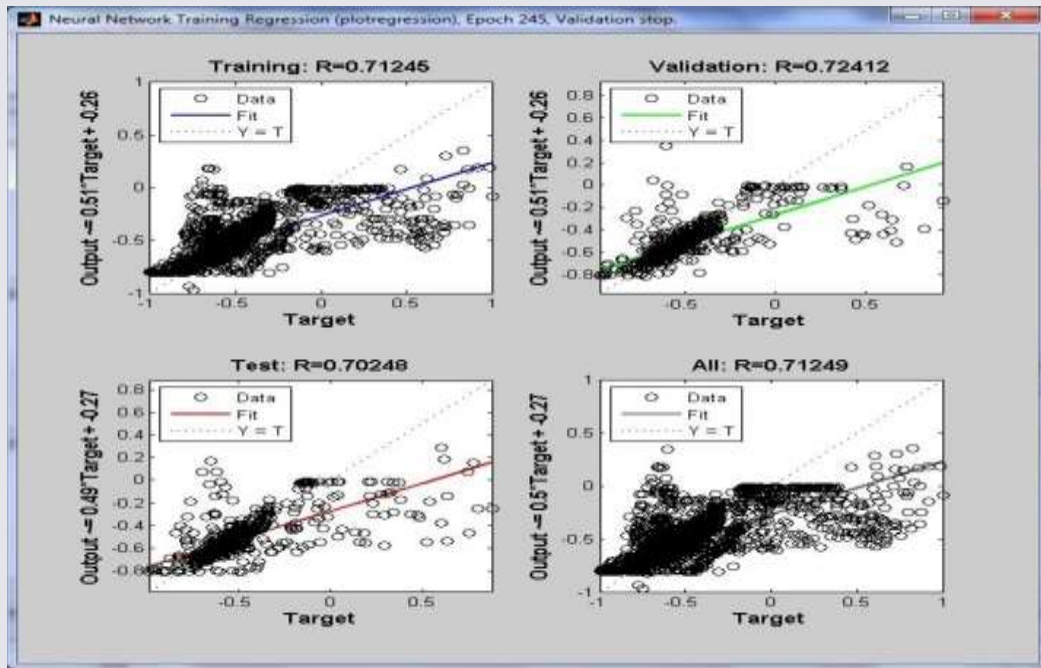 Neural Network Training Regression (plotregression), Epoch 245, Validation stop.
Training: R=0.71245
Output ~= 0.51*Target + -0.26
1
0.5
0
-0.5
-1
Data
Fit
Y = T
-1 -0.5 0 0.5 1
Target
Validation: R=0.72412
Output ~= 0.51*Target + -0.26
0.8
0.6
0.4
0.2
0
-0.2
-0.4
-0.6
-0.8
Data
Fit
Y = T
-0.5 0 0.5
Target
Test: R=0.70248
Output ~= 0.49*Target + -0.27
0.8
0.6
0.4
0.2
0
-0.2
-0.4
-0.6
-0.8
Data
Fit
Y = T
-0.5 0 0.5
Target
All: R=0.71249
Output ~= 0.5*Target + -0.27
1
0.5
0
-0.5
-1
Data
Fit
Y = T
-1 -0.5 0 0.5 1
Target